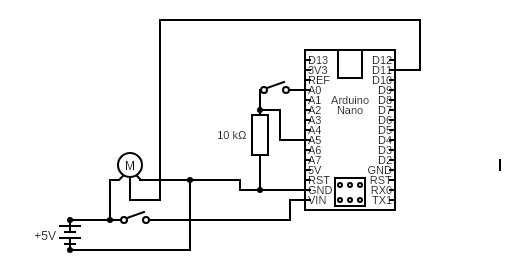 D13 D12
3V3 D11
REF D10
A0 D9
A1 Arduino D8
A2 Nano D7
A3 D6
10 kΩ A4 D5
A5 D4
A6 D3
M A7 D2
5V GND
RST RST
GND RX0
+5V VIN TX1